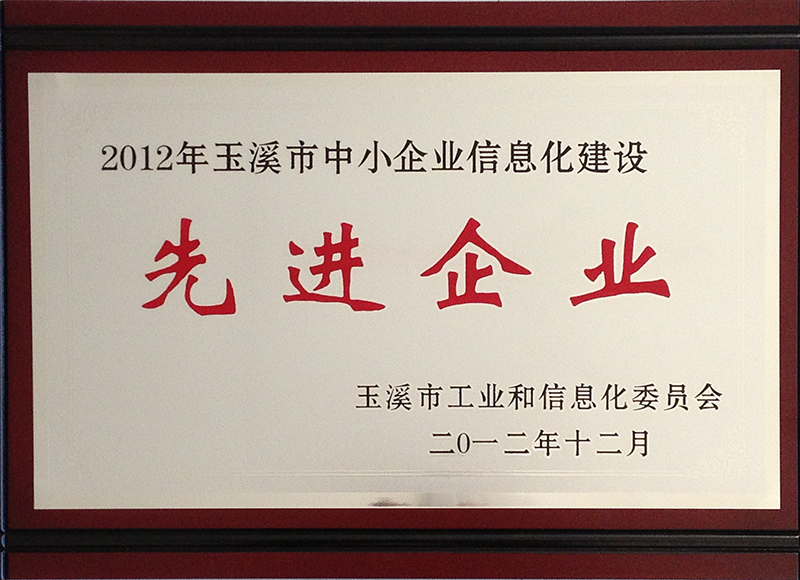 2012年玉溪市中小企业信息化建设
先进企业
玉溪市工业和信息化委员会
二0一二年十二月